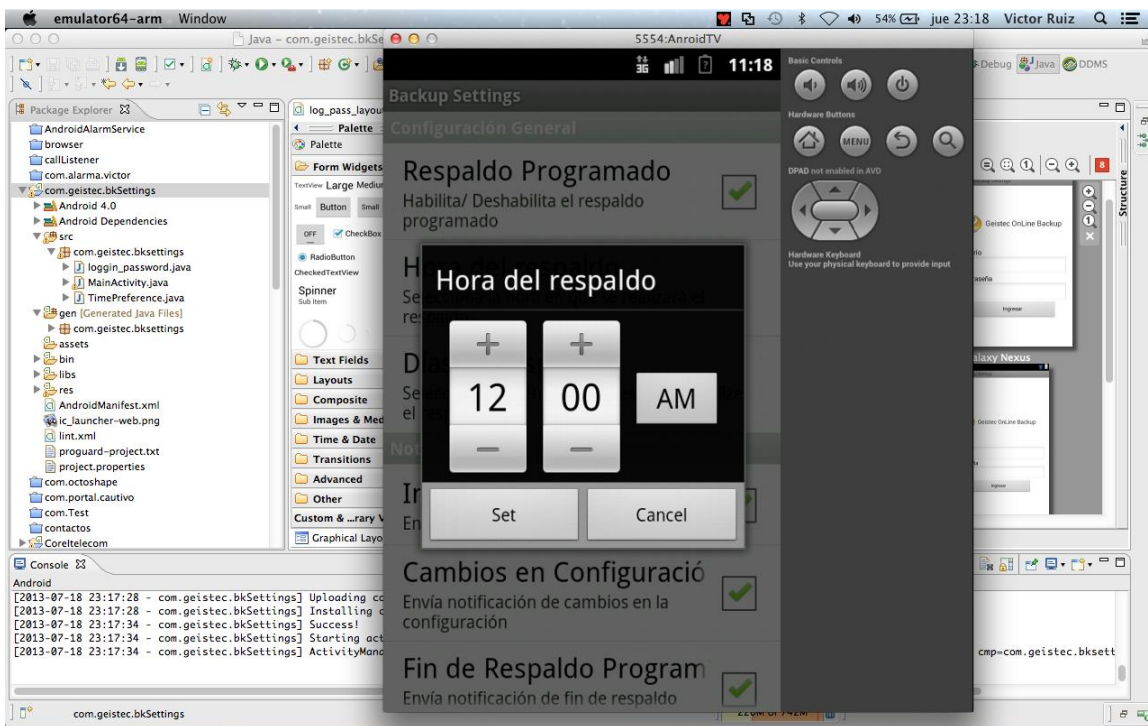 emulator64-arm Window
54% jue 23:18 Victor Ruiz
Java – com.geistec.bkSe
5554:AnroidTV
Debug Java DDMS
Package Explorer
AndroidAlarmService
browser
callListener
com.alarma.victor
com.geistec.bkSettings
Android 4.0
Android Dependencies
src
com.geistec.bksettings
loggin_password.java
MainActivity.java
TimePreference.java
gen [Generated Java Files]
com.geistec.bksettings
assets
bin
libs
res
AndroidManifest.xml
ic_launcher-web.png
lint.xml
proguard-project.txt
project.properties
com.octoshape
com.portal.cautivo
com.Test
contactos
CoreItelecom
log_pass_layou
Palette
Palette
Form Widgets
TextView Large Mediun
Small Button Small
OFF CheckBox
RadioButton
CheckedTextView
Spinner
Sub Item
Text Fields
Layouts
Composite
Images & Med
Time & Date
Transitions
Advanced
Other
Custom & ...rary V
Graphical Layo
3G 11:18
Backup Settings
Configuración General
Respaldo Programado
Habilita/ Deshabilita el respaldo
programado
Hora del respaldo
12 00 AM
Set Cancel
Cambios en Configuració
Envía notificación de cambios en la
configuración
Fin de Respaldo Program
Envía notificación de fin de respaldo
Basic Controls
Hardware Buttons
MENU
DPAD not enabled in AVD
Hardware Keyboard
Use your physical keyboard to provide input
8
Structure
Geistec OnLine Backup
Ingresar
alaxy Nexus
Geistec OnLine Backup
Ingresar
Console
Android
[2013-07-18 23:17:28 - com.geistec.bkSettings] Uploading co
[2013-07-18 23:17:28 - com.geistec.bkSettings] Installing c
[2013-07-18 23:17:34 - com.geistec.bkSettings] Success!
[2013-07-18 23:17:34 - com.geistec.bkSettings] Starting act
[2013-07-18 23:17:34 - com.geistec.bkSettings] ActivityMana
cmp=com.geistec.bksett
com.geistec.bkSettings